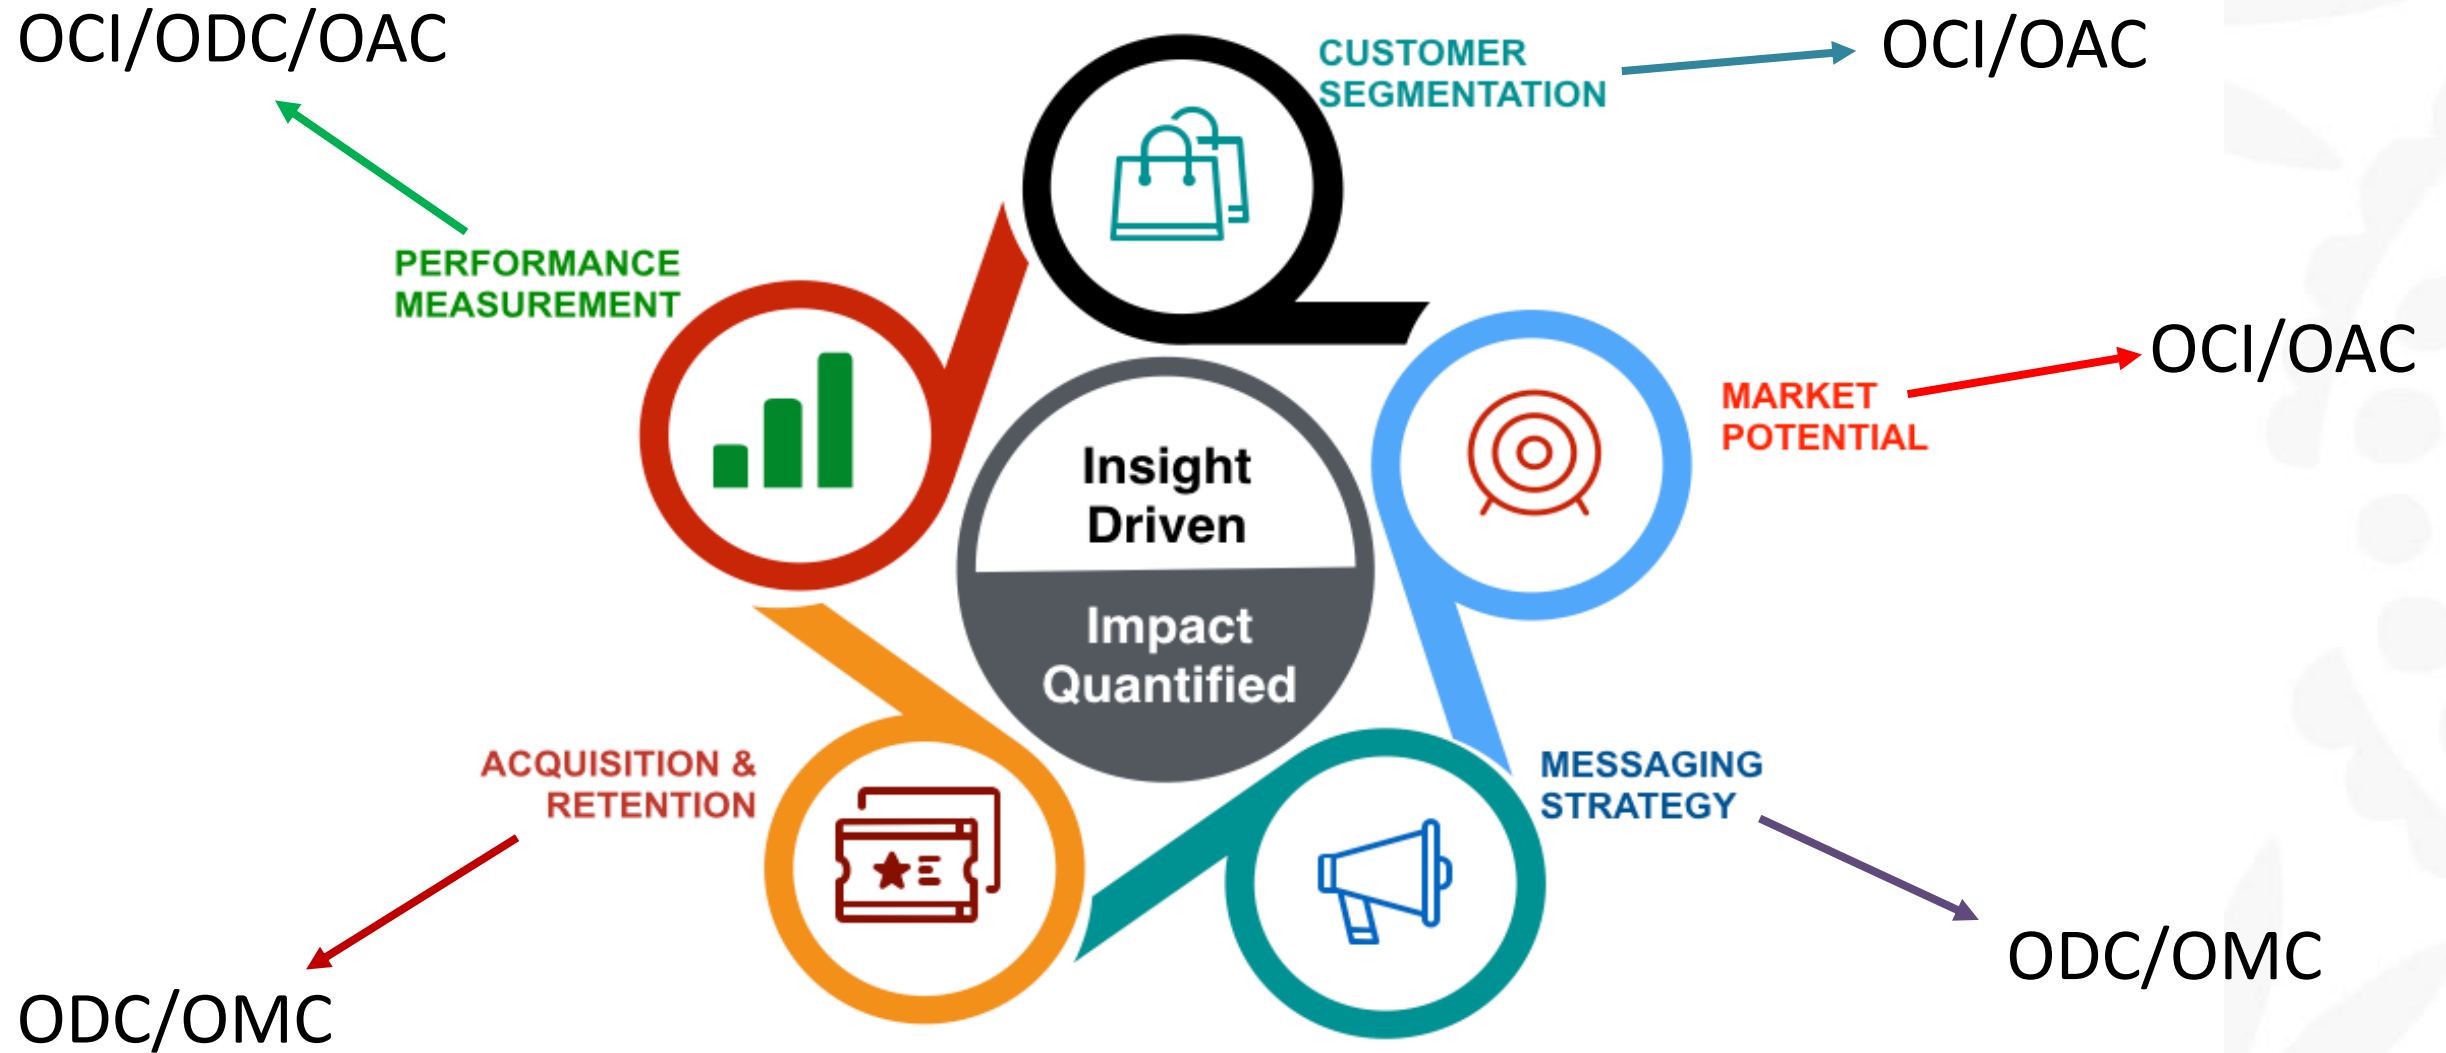 OCI/ODC/OAC
CUSTOMER
SEGMENTATION
OCI/OAC
PERFORMANCE
MEASUREMENT
MARKET
POTENTIAL
OCI/OAC
Insight
Driven
Impact
Quantified
ACQUISITION &
RETENTION
MESSAGING
STRATEGY
ODC/OMC
ODC/OMC